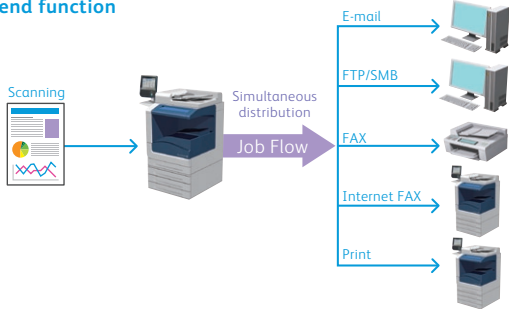 end function
Scanning
Simultaneous
distribution
Job Flow
E-mail
FTP/SMB
FAX
Internet FAX
Print